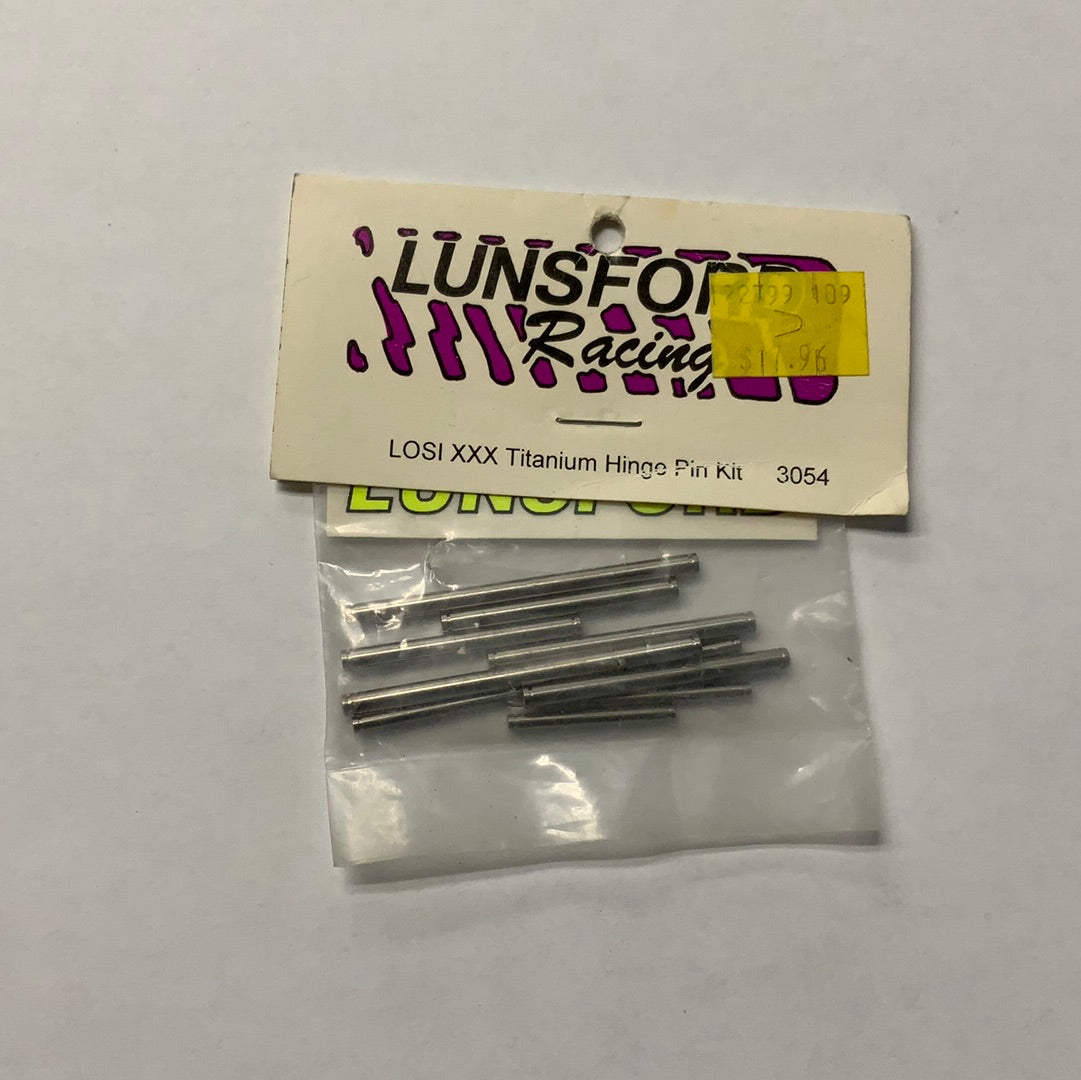 LUNSFORD
Racing
$17.96
LOSI XXX Titanium Hinge Pin Kit 3054
LUNSFORD